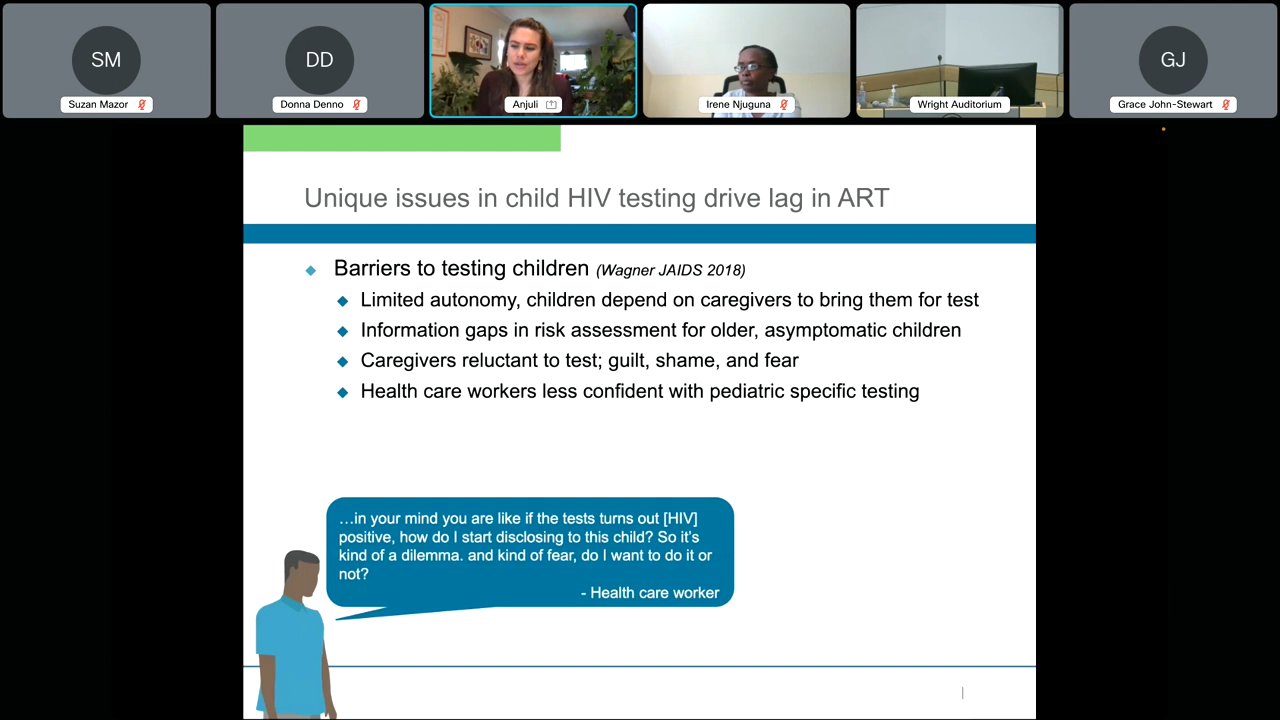 SM
DD
GJ
Suzan Mazor
Donna Denno
Anjuli
Irene Njuguna
Wright Auditorium
Grace John-Stewart
Unique issues in child HIV testing drive lag in ART
Barriers to testing children (Wagner JAIDS 2018)
Limited autonomy, children depend on caregivers to bring them for test
Information gaps in risk assessment for older, asymptomatic children
Caregivers reluctant to test; guilt, shame, and fear
Health care workers less confident with pediatric specific testing
…in your mind you are like if the tests turns out [HIV]
positive, how do I start disclosing to this child? So it's
kind of a dilemma. and kind of fear, do I want to do it or
not?
- Health care worker